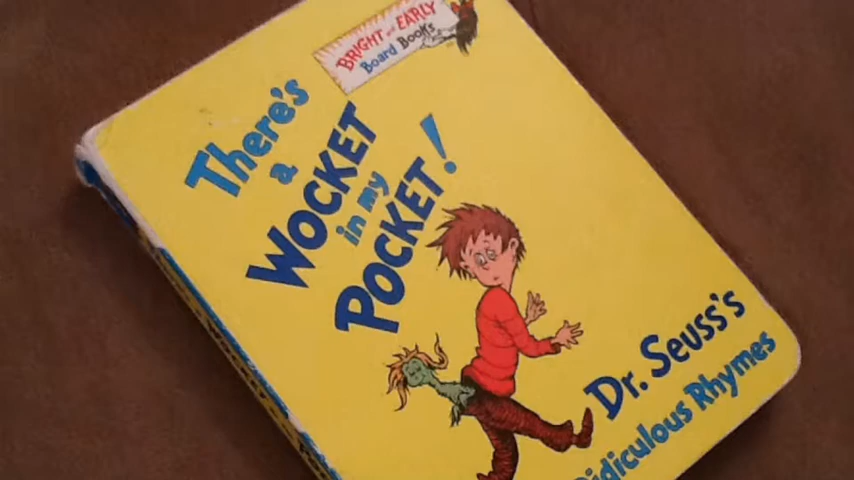 BRIGHT and EARLY
Board Books
There's
a
WOCKET
in my
POCKET!
Dr. Seuss's
Ridiculous Rhymes